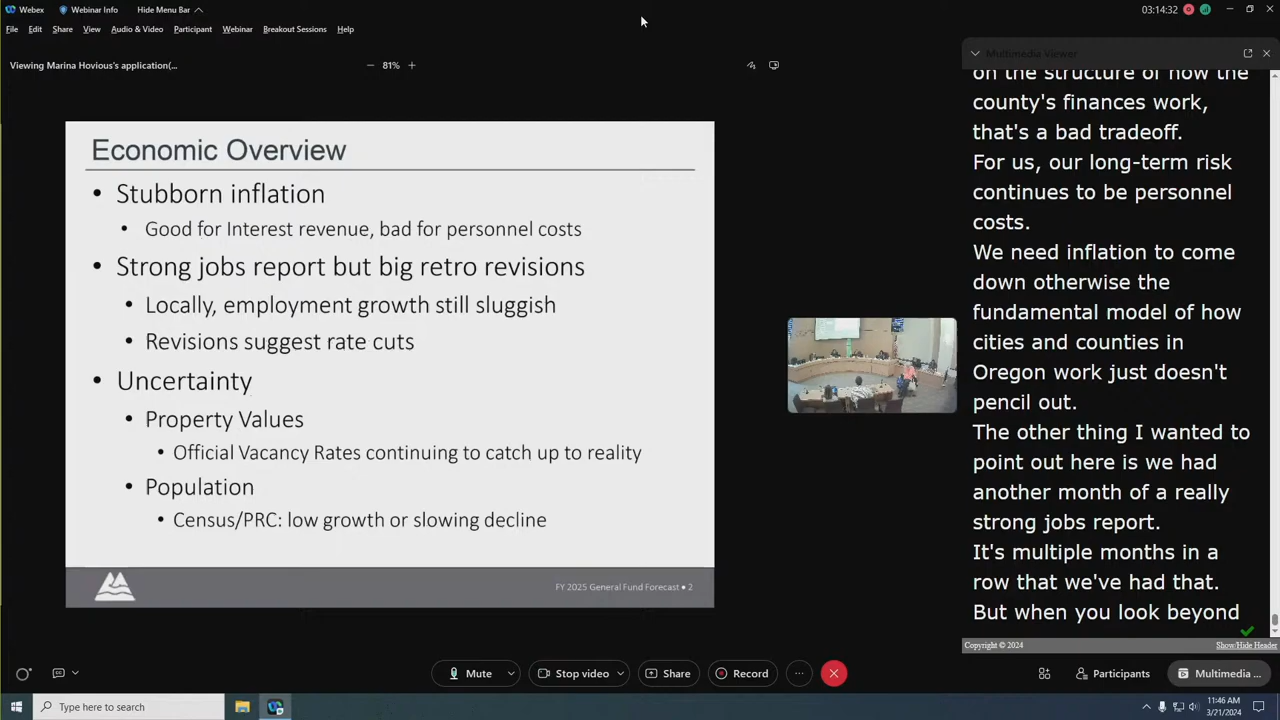 Webex
Webinar Info
Hide Menu Bar
03:14:32
File
Edit
Share
View
Audio & Video
Participant
Webinar
Breakout Sessions
Help
Viewing Marina Hovious's application(...
81%
Multimedia Viewer
Economic Overview
• Stubborn inflation
• Good for Interest revenue, bad for personnel costs
• Strong jobs report but big retro revisions
• Locally, employment growth still sluggish
• Revisions suggest rate cuts
• Uncertainty
• Property Values
• Official Vacancy Rates continuing to catch up to reality
• Population
• Census/PRC: low growth or slowing decline
FY 2025 General Fund Forecast • 2
on the structure of how the
county's finances work,
that's a bad tradeoff.
For us, our long-term risk
continues to be personnel
costs.
We need inflation to come
down otherwise the
fundamental model of how
cities and counties in
Oregon work just doesn't
pencil out.
The other thing I wanted to
point out here is we had
another month of a really
strong jobs report.
It's multiple months in a
row that we've had that.
But when you look beyond
Copyright © 2024
Show/Hide Header
Mute
Stop video
Share
Record
Participants
Multimedia ...
Type here to search
11:46 AM
3/21/2024